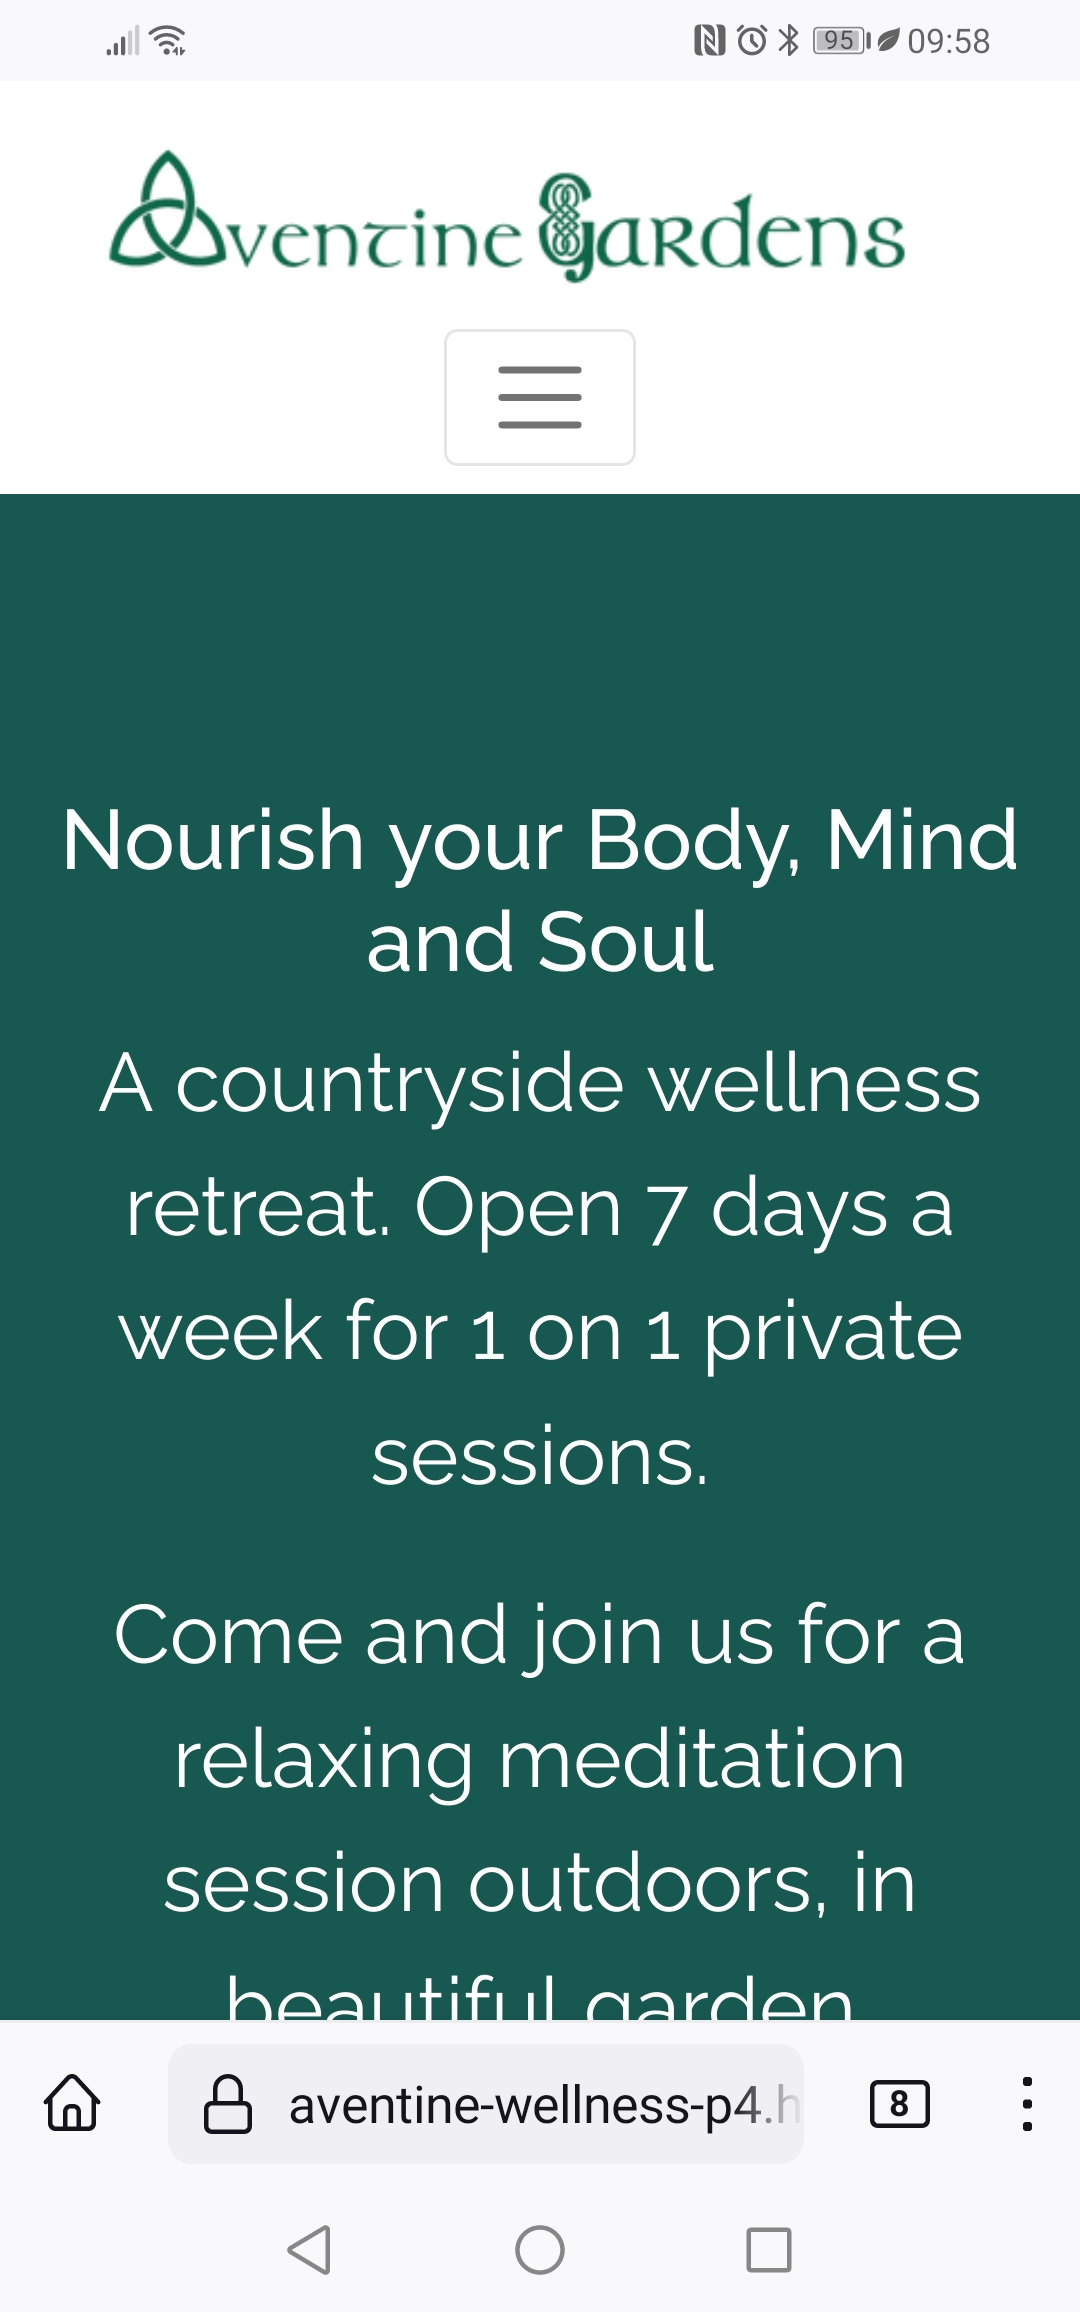 95 09:58
Aventine Gardens
Nourish your Body, Mind
and Soul
A countryside wellness
retreat. Open 7 days a
week for 1 on 1 private
sessions.
Come and join us for a
relaxing meditation
session outdoors, in
beautiful garden
aventine-wellness-p4.h
8